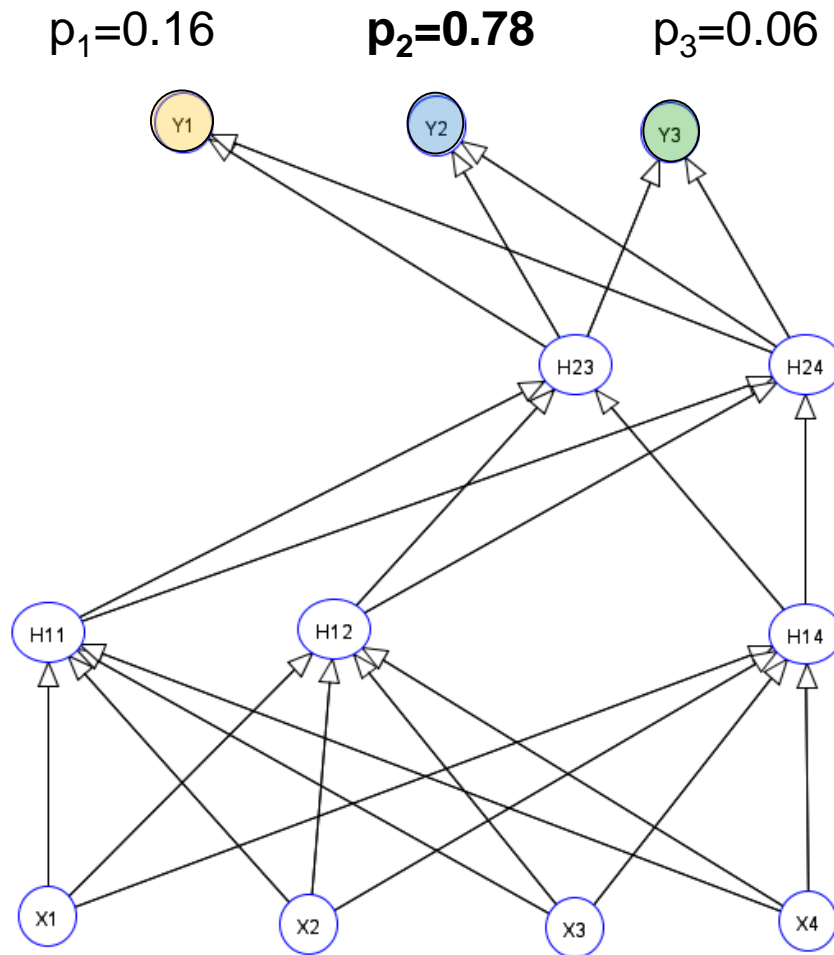 p₁=0.16 p₂=0.78 p₃=0.06
Y1 Y2 Y3
H23 H24
H11 H12 H14
X1 X2 X3 X4